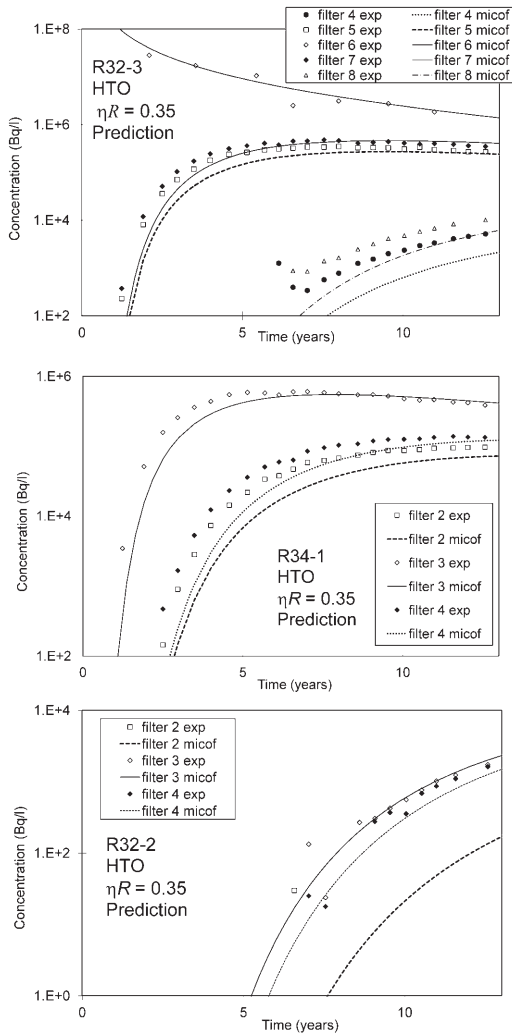 filter 4 exp
filter 4 micof
filter 5 exp
filter 5 micof
filter 6 exp
filter 6 micof
filter 7 exp
filter 7 micof
filter 8 exp
filter 8 micof
1.E+8
1.E+6
1.E+4
1.E+2
Concentration (Bq/l)
R32-3
HTO
ηR = 0.35
Prediction
0
5
10
Time (years)
1.E+6
1.E+4
1.E+2
Concentration (Bq/l)
R34-1
HTO
ηR = 0.35
Prediction
filter 2 exp
filter 2 micof
filter 3 exp
filter 3 micof
filter 4 exp
filter 4 micof
0
5
10
Time (years)
1.E+4
1.E+2
1.E+0
Concentration (Bq/l)
filter 2 exp
filter 2 micof
filter 3 exp
filter 3 micof
filter 4 exp
filter 4 micof
R32-2
HTO
ηR = 0.35
Prediction
0
5
10
Time (years)